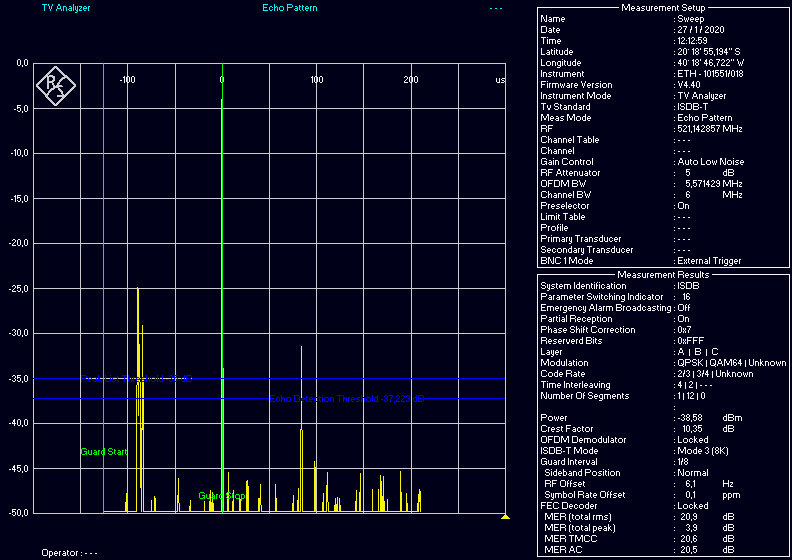 TV Analyzer
Echo Pattern
---
0,0
-5,0
-10,0
-15,0
-20,0
-25,0
-30,0
-35,0
-40,0
-45,0
-50,0
-100
0
100
200
us
Echo Detection Threshold -37,223 dB
Guard Start
Guard Stop
Operator : ---
Measurement Setup
Name : Sweep
Date : 27 / 1 / 2020
Time : 12:12:59
Latitude : 20° 18' 55,194" S
Longitude : 40° 18' 46,722" W
Instrument : ETH - 101551/018
Firmware Version : V4.40
Instrument Mode : TV Analyzer
Tv Standard : ISDB-T
Meas Mode : Echo Pattern
RF : 521,142857 MHz
Channel Table : ---
Channel : ---
Gain Control : Auto Low Noise
RF Attenuator : 5 dB
OFDM BW : 5,571429 MHz
Channel BW : 6 MHz
Preselector : On
Limit Table : ---
Profile : ---
Primary Transducer : ---
Secondary Transducer : ---
BNC 1 Mode : External Trigger
Measurement Results
System Identification : ISDB
Parameter Switching Indicator : 16
Emergency Alarm Broadcasting : Off
Partial Reception : On
Phase Shift Correction : 0x7
Reserverd Bits : 0xFFF
Layer : A | B | C
Modulation : QPSK | QAM64 | Unknown
Code Rate : 2/3 | 3/4 | Unknown
Time Interleaving : 4 | 2 | ---
Number Of Segments : 1 | 12 | 0
:
Power : -38,58 dBm
Crest Factor : 10,35 dB
OFDM Demodulator : Locked
ISDB-T Mode : Mode 3 (8K)
Guard Interval : 1/8
Sideband Position : Normal
RF Offset : 6,1 Hz
Symbol Rate Offset : 0,1 ppm
FEC Decoder : Locked
MER (total rms) : 20,9 dB
MER (total peak) : 3,9 dB
MER TMCC : 20,6 dB
MER AC : 20,5 dB